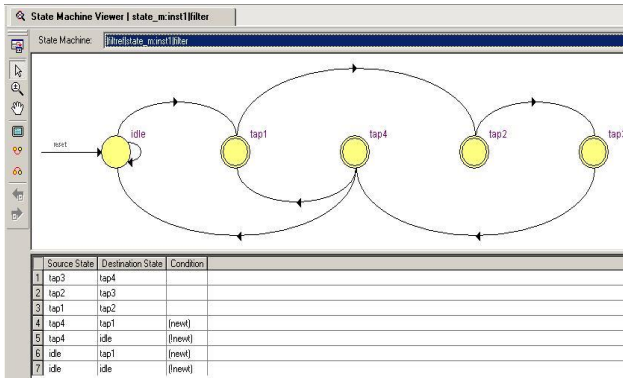 State Machine Viewer | state_m:inst1|filter
State Machine: |filtref|state_m:inst1|filter
reset
idle
tap1
tap4
tap2
tap3
Source State Destination State Condition
1 tap3 tap4
2 tap2 tap3
3 tap1 tap2
4 tap4 tap1 (newt)
5 tap4 idle (!newt)
6 idle tap1 (newt)
7 idle idle (!newt)